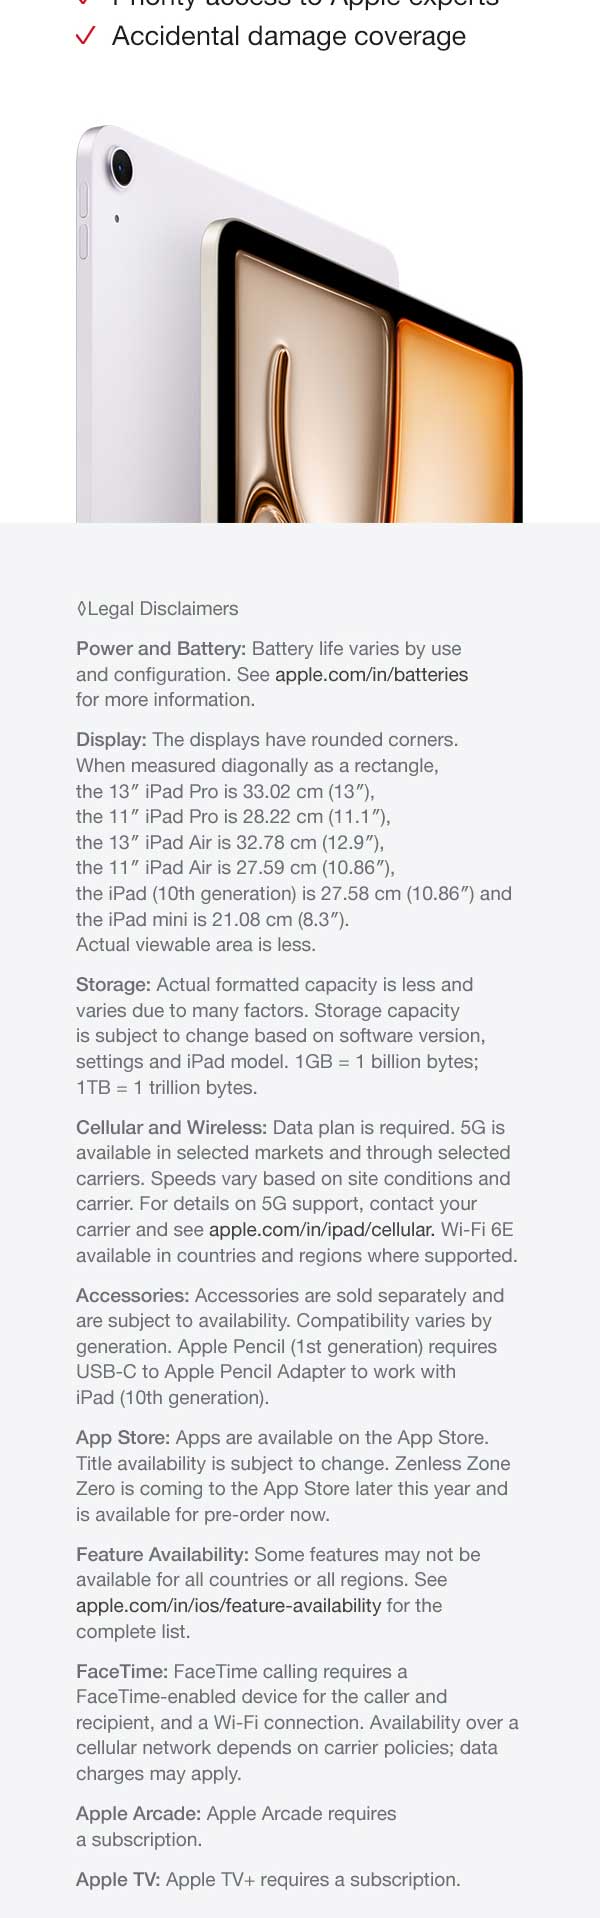 Priority access to Apple experts
Accidental damage coverage
◊Legal Disclaimers
Power and Battery: Battery life varies by use
and configuration. See apple.com/in/batteries
for more information.
Display: The displays have rounded corners.
When measured diagonally as a rectangle,
the 13″ iPad Pro is 33.02 cm (13″),
the 11″ iPad Pro is 28.22 cm (11.1″),
the 13″ iPad Air is 32.78 cm (12.9″),
the 11″ iPad Air is 27.59 cm (10.86″),
the iPad (10th generation) is 27.58 cm (10.86″) and
the iPad mini is 21.08 cm (8.3″).
Actual viewable area is less.
Storage: Actual formatted capacity is less and
varies due to many factors. Storage capacity
is subject to change based on software version,
settings and iPad model. 1GB = 1 billion bytes;
1TB = 1 trillion bytes.
Cellular and Wireless: Data plan is required. 5G is
available in selected markets and through selected
carriers. Speeds vary based on site conditions and
carrier. For details on 5G support, contact your
carrier and see apple.com/in/ipad/cellular. Wi-Fi 6E
available in countries and regions where supported.
Accessories: Accessories are sold separately and
are subject to availability. Compatibility varies by
generation. Apple Pencil (1st generation) requires
USB-C to Apple Pencil Adapter to work with
iPad (10th generation).
App Store: Apps are available on the App Store.
Title availability is subject to change. Zenless Zone
Zero is coming to the App Store later this year and
is available for pre-order now.
Feature Availability: Some features may not be
available for all countries or all regions. See
apple.com/in/ios/feature-availability for the
complete list.
FaceTime: FaceTime calling requires a
FaceTime-enabled device for the caller and
recipient, and a Wi-Fi connection. Availability over a
cellular network depends on carrier policies; data
charges may apply.
Apple Arcade: Apple Arcade requires
a subscription.
Apple TV: Apple TV+ requires a subscription.